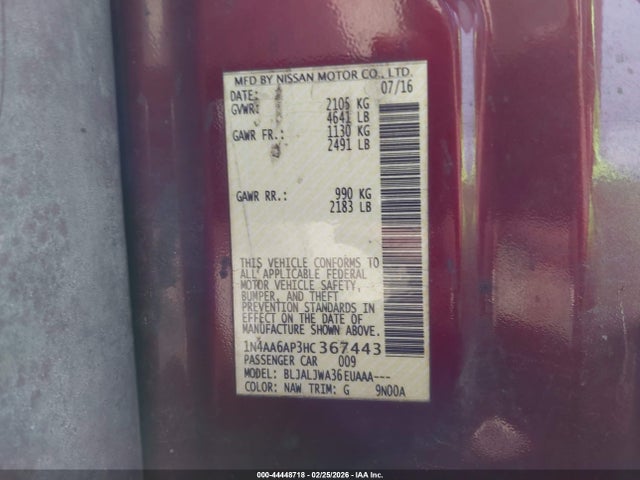 MFD BY NISSAN MOTOR CO., LTD.
DATE: 07/16
GVWR: 2106 KG
4641 LB
GAWR FR.: 1130 KG
2491 LB
GAWR RR.: 990 KG
2183 LB
THIS VEHICLE CONFORMS TO
ALL APPLICABLE FEDERAL
MOTOR VEHICLE SAFETY,
BUMPER, AND THEFT
PREVENTION STANDARDS IN
EFFECT ON THE DATE OF
MANUFACTURE SHOWN ABOVE.
1N4AA6AP3HC367443
PASSENGER CAR 009
MODEL: BLJALJWA36EUAAA---
COLOR: NAW TRIM: G 9N00A
000-44448718 - 02/25/2026 - IAA Inc.